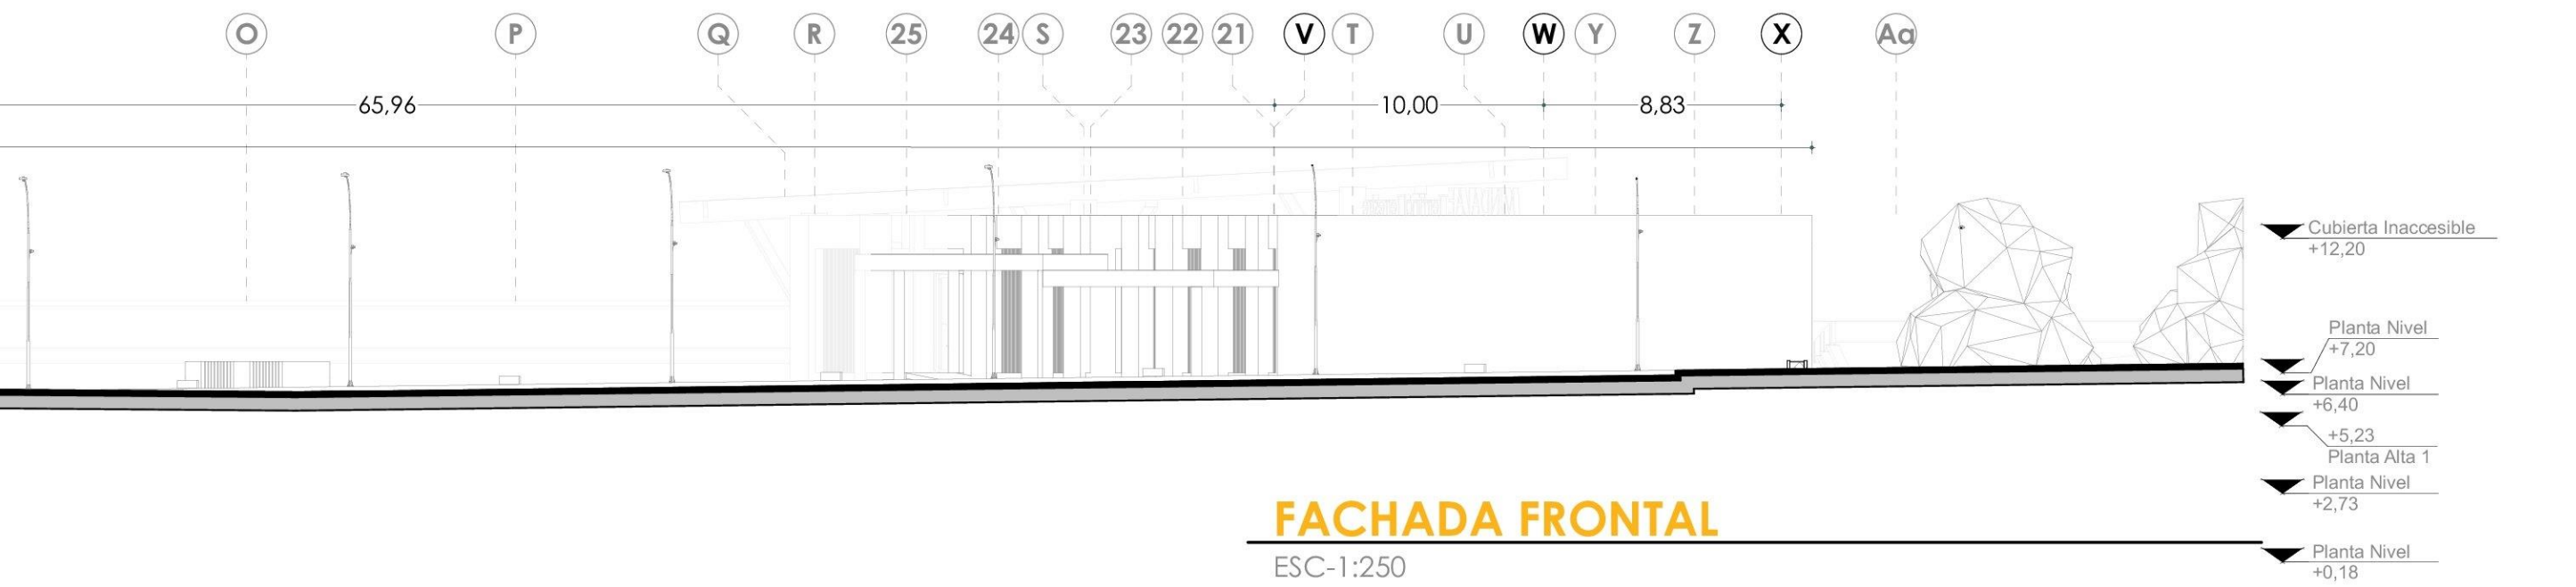 O P Q R 25 24 S 23 22 21 V T U W Y Z X Aa
65,96 10,00 8,83
Cubierta Inaccesible
+12,20
Planta Nivel
+7,20
Planta Nivel
+6,40
+5,23
Planta Alta 1
Planta Nivel
+2,73
FACHADA FRONTAL
ESC-1:250
Planta Nivel
+0,18